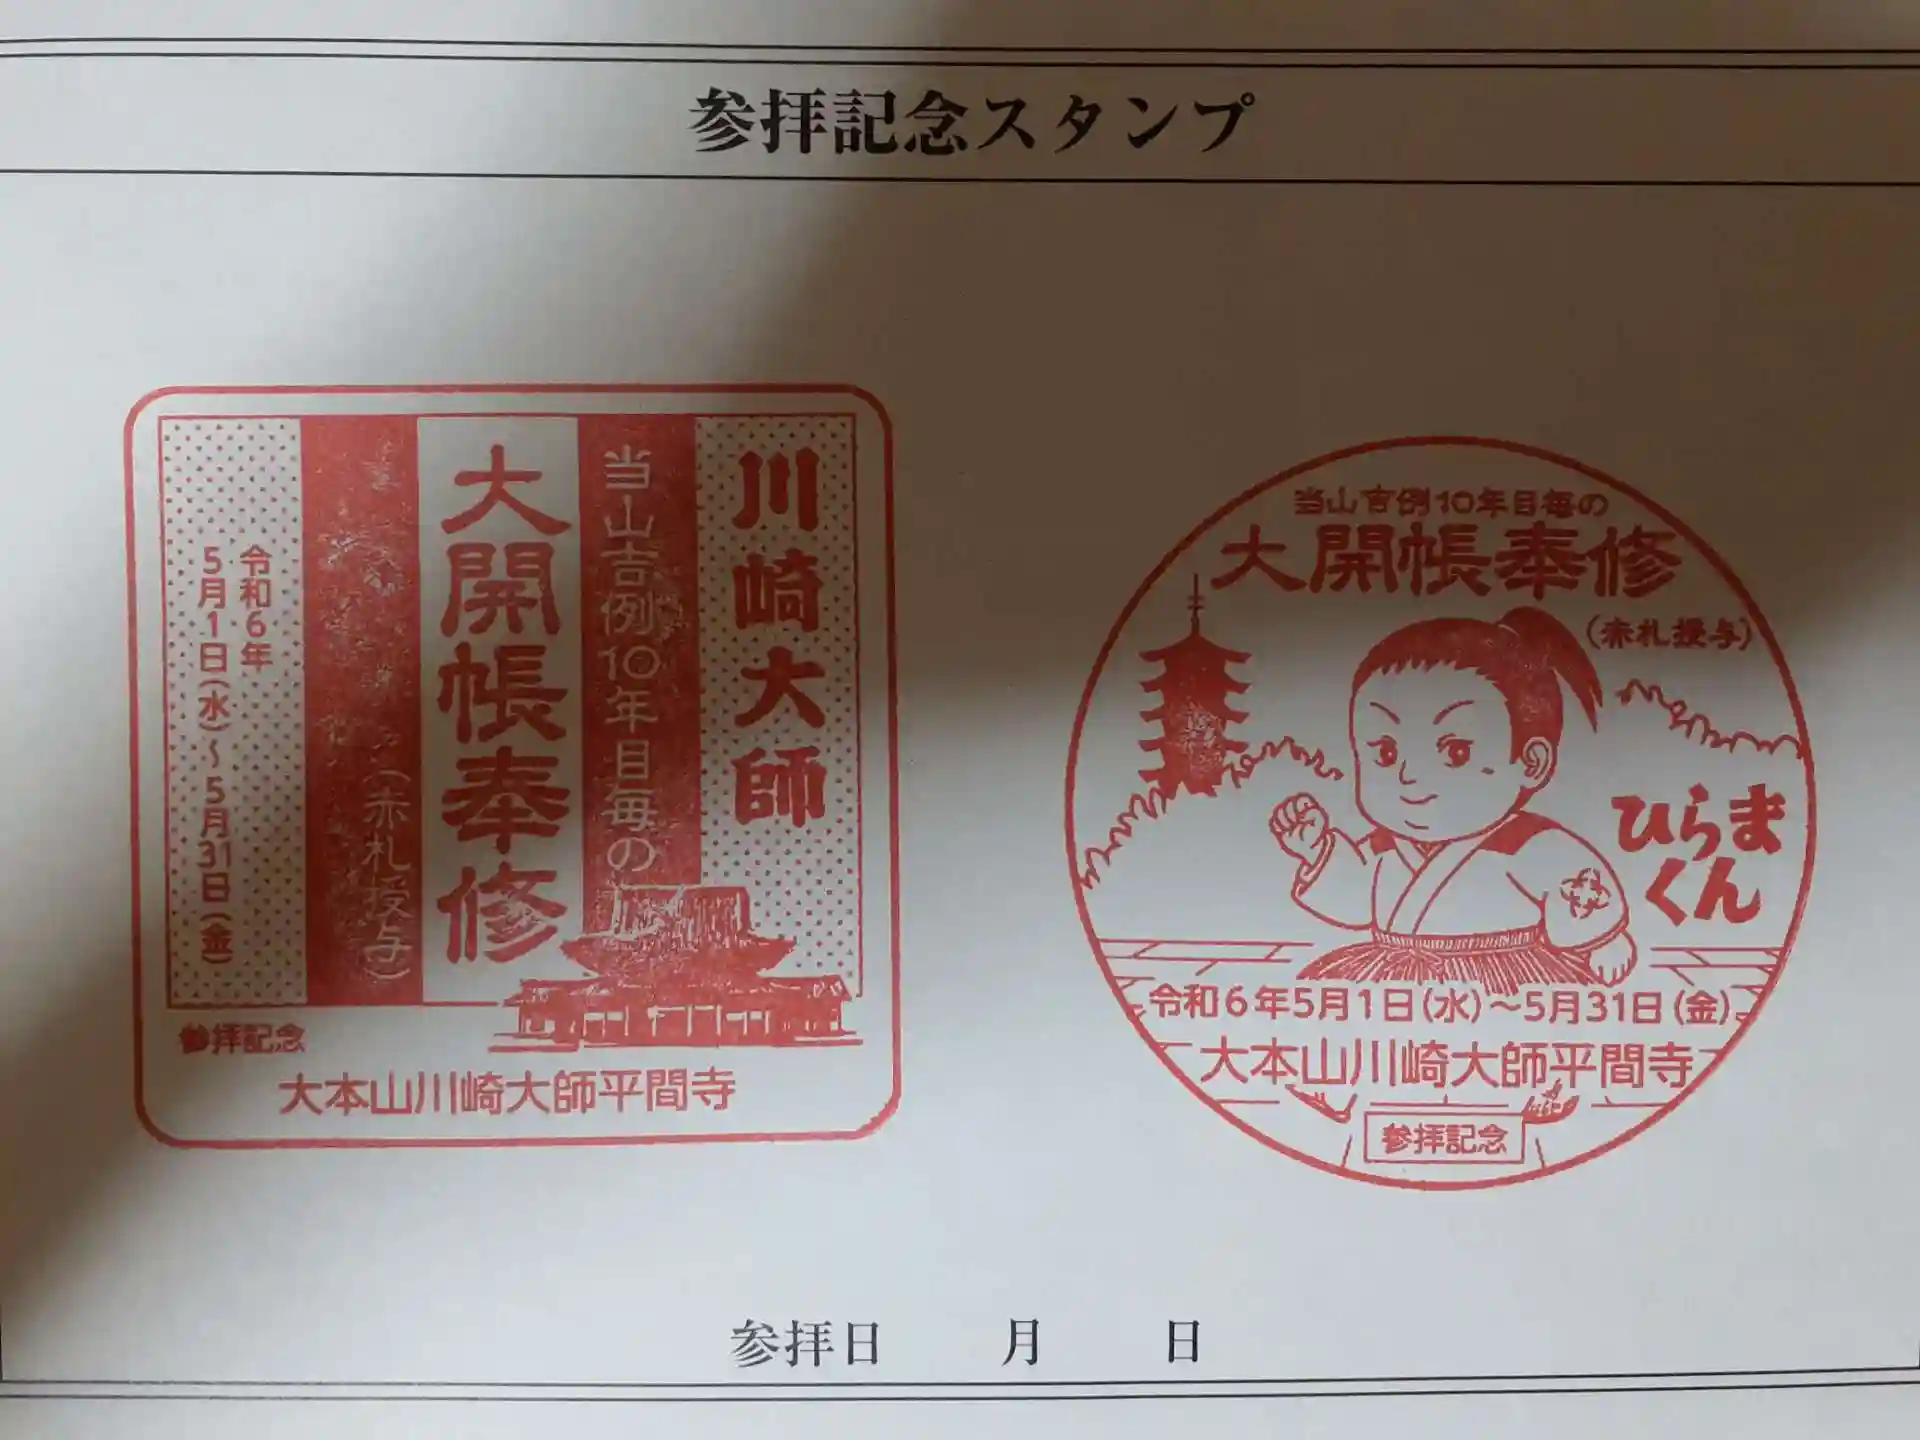 参拝記念スタンプ
川崎大師
当山吉例10年目毎の
大開帳奉修
(赤札授与)
令和6年
5月1日(水)～5月31日(金)
参拝記念
大本山川崎大師平間寺
当山吉例10年目毎の
大開帳奉修
(赤札授与)
ひらま
くん
令和6年5月1日(水)～5月31日(金)
大本山川崎大師平間寺
参拝記念
参拝日 月 日